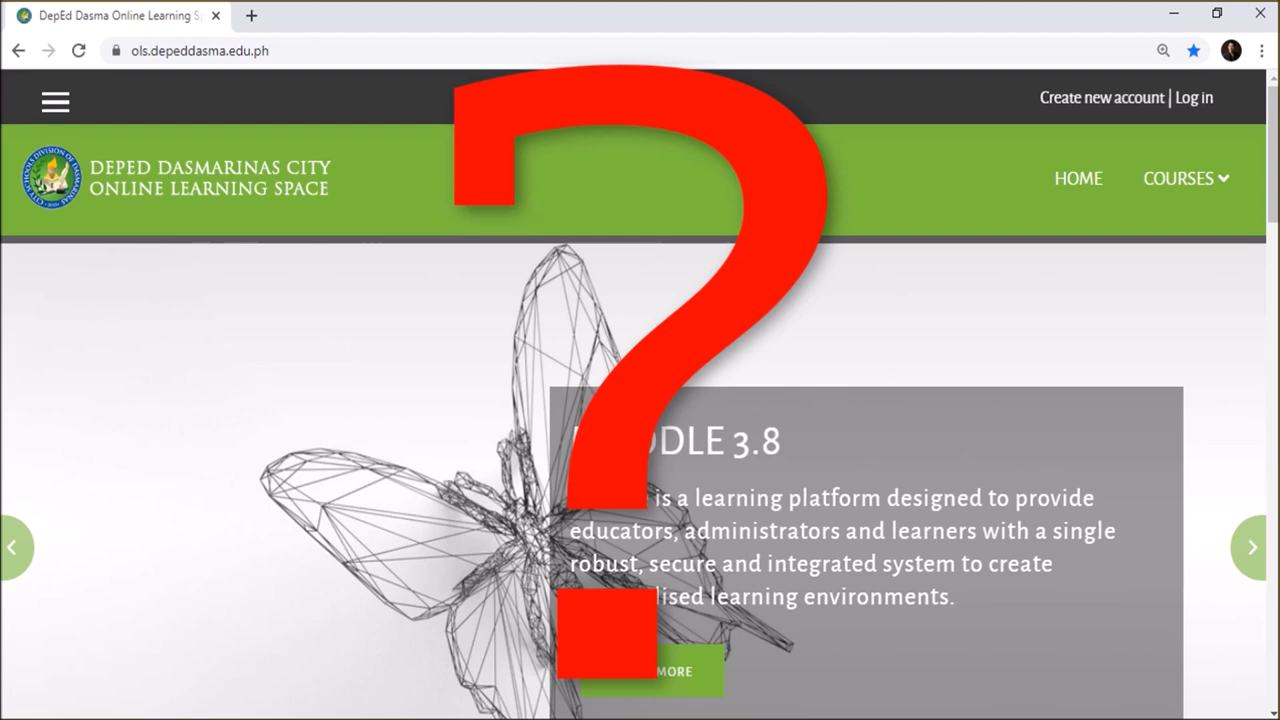 DepEd Dasma Online Learning S
ols.depeddasma.edu.ph
Create new account | Log in
DEPED DASMARINAS CITY
ONLINE LEARNING SPACE
HOME COURSES
?
DLE 3.8
is a learning platform designed to provide
educators, administrators and learners with a single
robust, secure and integrated system to create
lised learning environments.
MORE